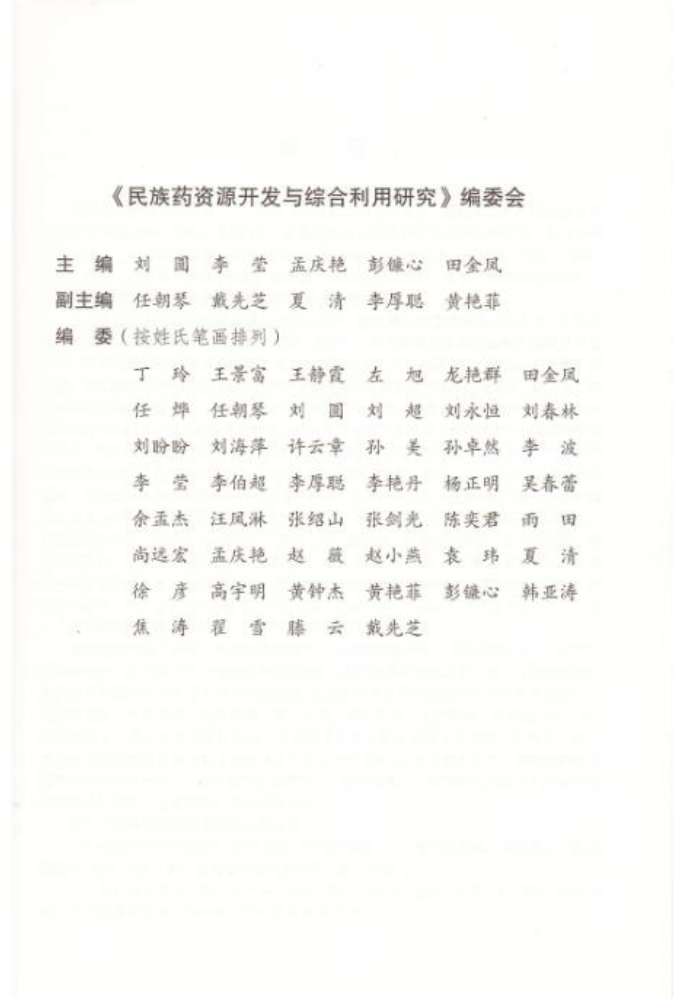 《民族药资源开发与综合利用研究》编委会
主 编 刘 圆 李 莹 孟庆艳 彭镰心 田金凤
副主编 任朝琴 戴先芝 夏 清 李厚聪 黄艳菲
编 委(按姓氏笔画排列)
丁 玲 王景富 王静霞 左 旭 龙艳群 田金凤
任 烨 任朝琴 刘 圆 刘 超 刘永恒 刘春林
刘盼盼 刘海萍 许云章 孙 美 孙卓然 李 波
李 莹 李伯超 李厚聪 李艳丹 杨正明 吴春蕾
余孟杰 汪凤淋 张绍山 张剑光 陈奕君 雨 田
尚远宏 孟庆艳 赵 薇 赵小燕 袁 玮 夏 清
徐 彦 高宇明 黄钟杰 黄艳菲 彭镰心 韩亚涛
焦 涛 翟 雪 滕 云 戴先芝